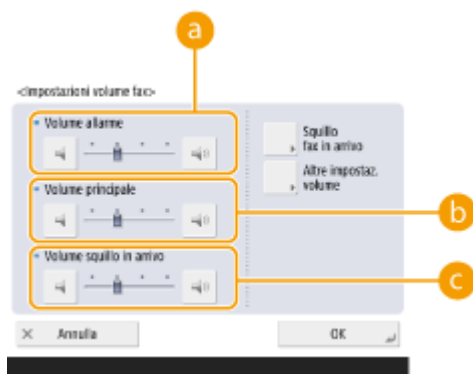 a
<Impostazioni volume fax>
Volume allarme
Squillo
fax in arrivo
Altre impostaz.
volume
Volume principale
b
Volume squillo in arrivo
c
× Annulla
OK